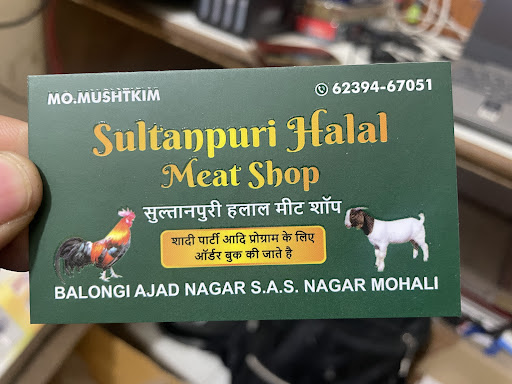 MO.MUSHTKIM
62394-67051
Sultanpuri Halal
Meat Shop
सुल्तानपुरी हलाल मीट शॉप
शादी पार्टी आदि प्रोग्राम के लिए
ऑर्डर बुक की जाते है
BALONGI AJAD NAGAR S.A.S. NAGAR MOHALI